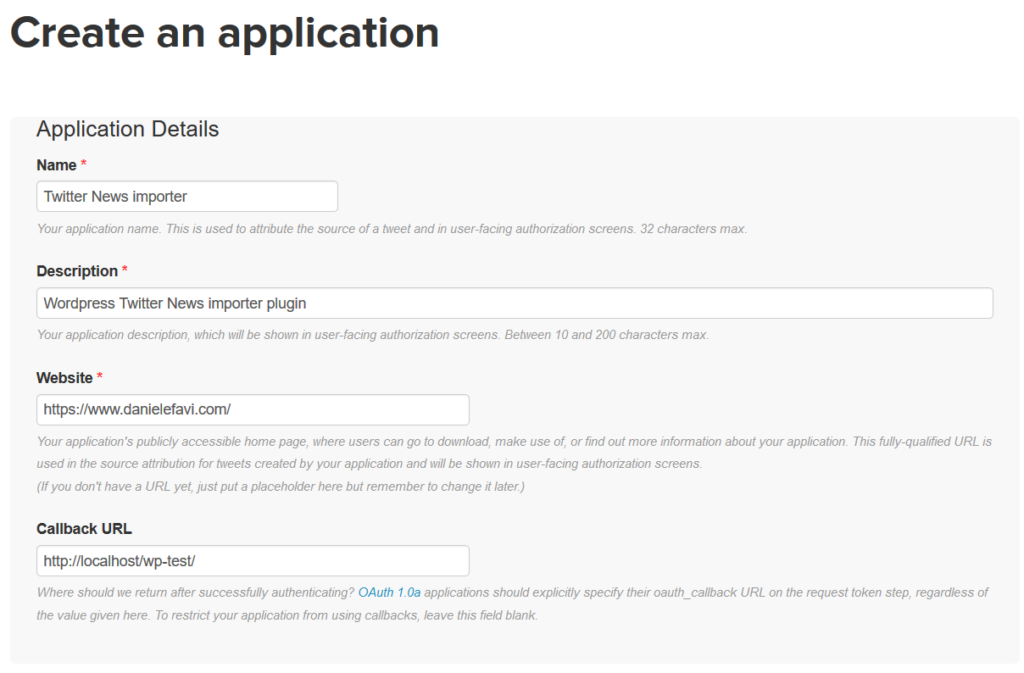 Create an application
Application Details
Name *
Twitter News importer
Your application name. This is used to attribute the source of a tweet and in user-facing authorization screens. 32 characters max.
Description *
Wordpress Twitter News importer plugin
Your application description, which will be shown in user-facing authorization screens. Between 10 and 200 characters max.
Website *
https://www.danielefavi.com/
Your application's publicly accessible home page, where users can go to download, make use of, or find out more information about your application. This fully-qualified URL is
used in the source attribution for tweets created by your application and will be shown in user-facing authorization screens.
(If you don't have a URL yet, just put a placeholder here but remember to change it later.)
Callback URL
http://localhost/wp-test/
Where should we return after successfully authenticating? OAuth 1.0a applications should explicitly specify their oauth_callback URL on the request token step, regardless of
the value given here. To restrict your application from using callbacks, leave this field blank.